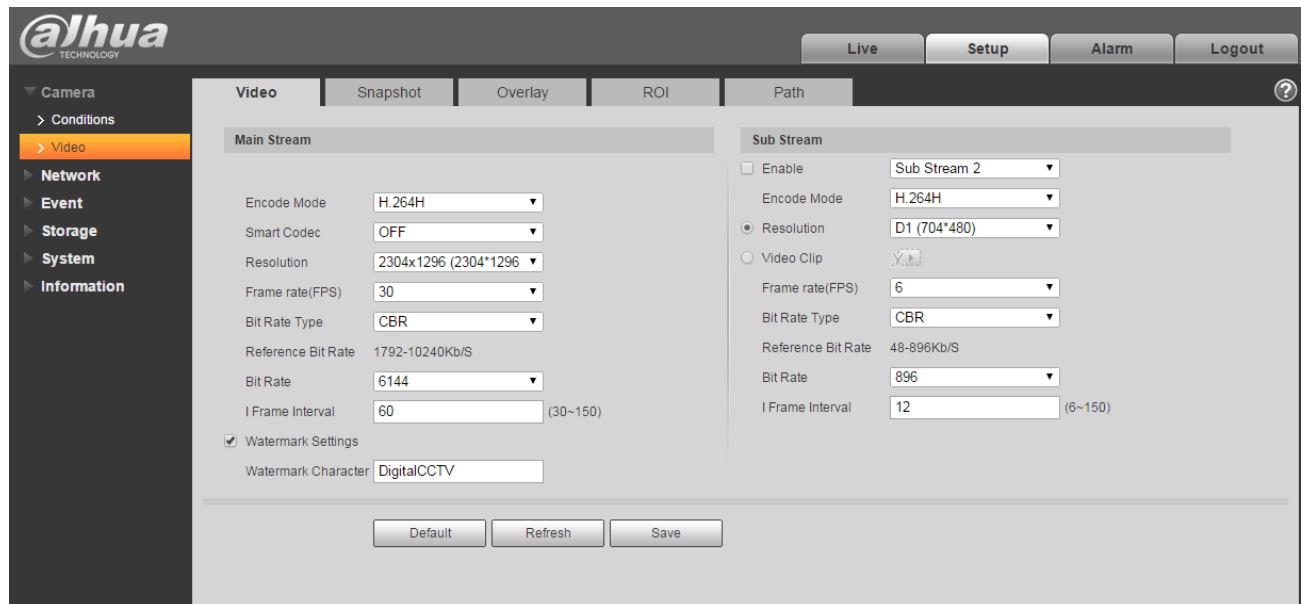 alhua
TECHNOLOGY
Live Setup Alarm Logout
Camera
Conditions
Video
Network
Event
Storage
System
Information
Video Snapshot Overlay ROI Path ?
Main Stream
Encode Mode H.264H
Smart Codec OFF
Resolution 2304x1296 (2304*1296
Frame rate(FPS) 30
Bit Rate Type CBR
Reference Bit Rate 1792-10240Kb/S
Bit Rate 6144
I Frame Interval 60 (30~150)
Watermark Settings
Watermark Character DigitalCCTV
Sub Stream
Enable Sub Stream 2
Encode Mode H.264H
Resolution D1 (704*480)
Video Clip
Frame rate(FPS) 6
Bit Rate Type CBR
Reference Bit Rate 48-896Kb/S
Bit Rate 896
I Frame Interval 12 (6~150)
Default Refresh Save